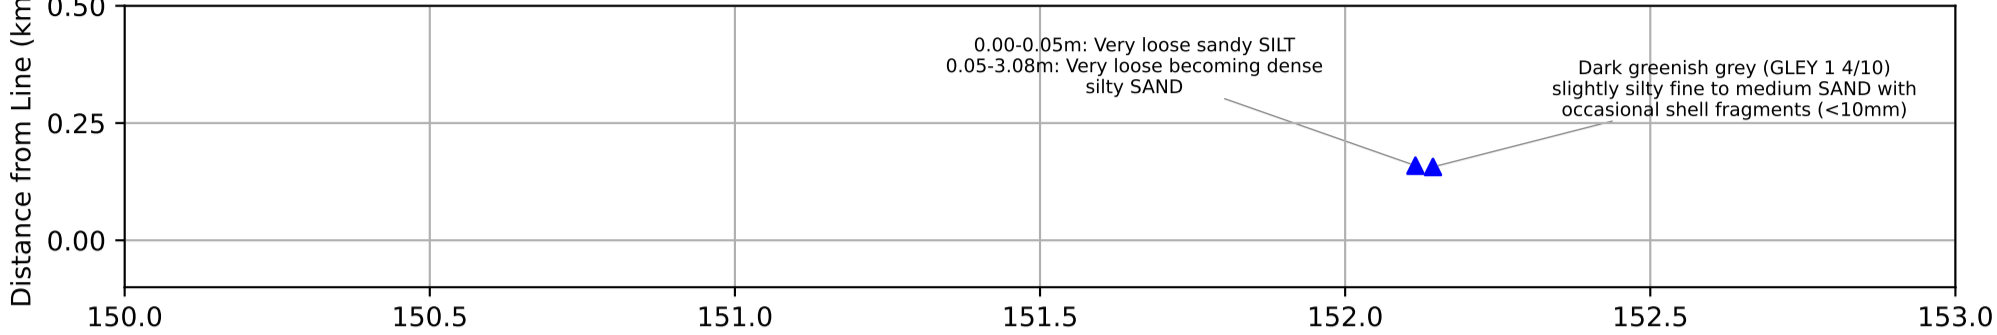 0.50
0.25
0.00
Distance from Line (km
0.00-0.05m: Very loose sandy SILT
0.05-3.08m: Very loose becoming dense
silty SAND
Dark greenish grey (GLEY 1 4/10)
slightly silty fine to medium SAND with
occasional shell fragments (<10mm)
150.0 150.5 151.0 151.5 152.0 152.5 153.0